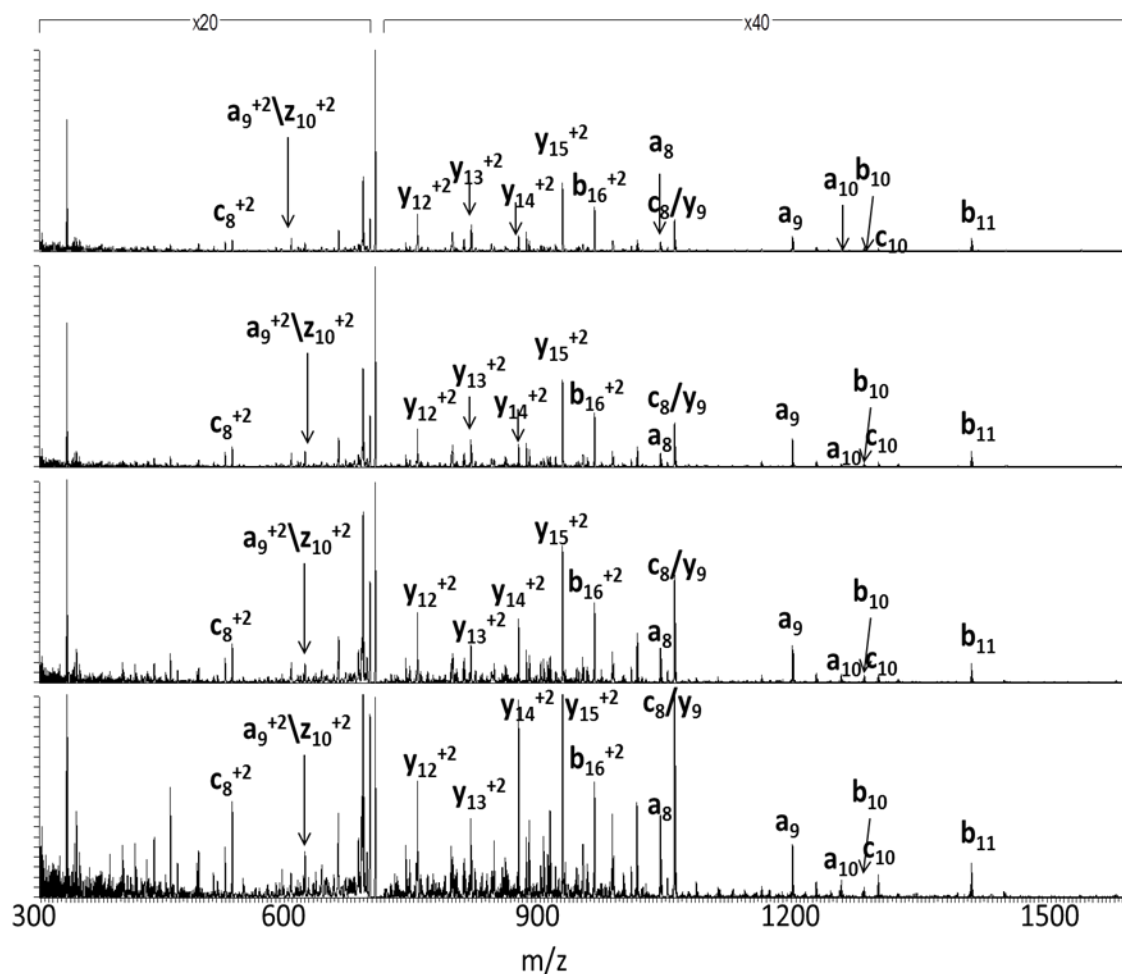 x20 x40
a₉⁺²\z₁₀⁺² y₁₅⁺² a₈
y₁₃⁺² a₁₀ b₁₀
c₈⁺² y₁₂⁺² y₁₄⁺² b₁₆⁺² c₈/y₉ a₉ c₁₀ b₁₁
a₉⁺²\z₁₀⁺² y₁₅⁺²
y₁₃⁺² b₁₀
c₈⁺² y₁₂⁺² y₁₄⁺² b₁₆⁺² c₈/y₉ a₉ b₁₁
a₈ a₁₀ c₁₀
a₉⁺²\z₁₀⁺² y₁₅⁺²
y₁₂⁺² y₁₄⁺² b₁₆⁺² c₈/y₉ b₁₀
c₈⁺² y₁₃⁺² a₈ a₉ b₁₁
a₁₀ c₁₀
a₉⁺²\z₁₀⁺² y₁₄⁺² y₁₅⁺² c₈/y₉
c₈⁺² y₁₂⁺² b₁₆⁺² b₁₀
y₁₃⁺² a₈ a₉ b₁₁
a₁₀ c₁₀
300 600 900 1200 1500
m/z